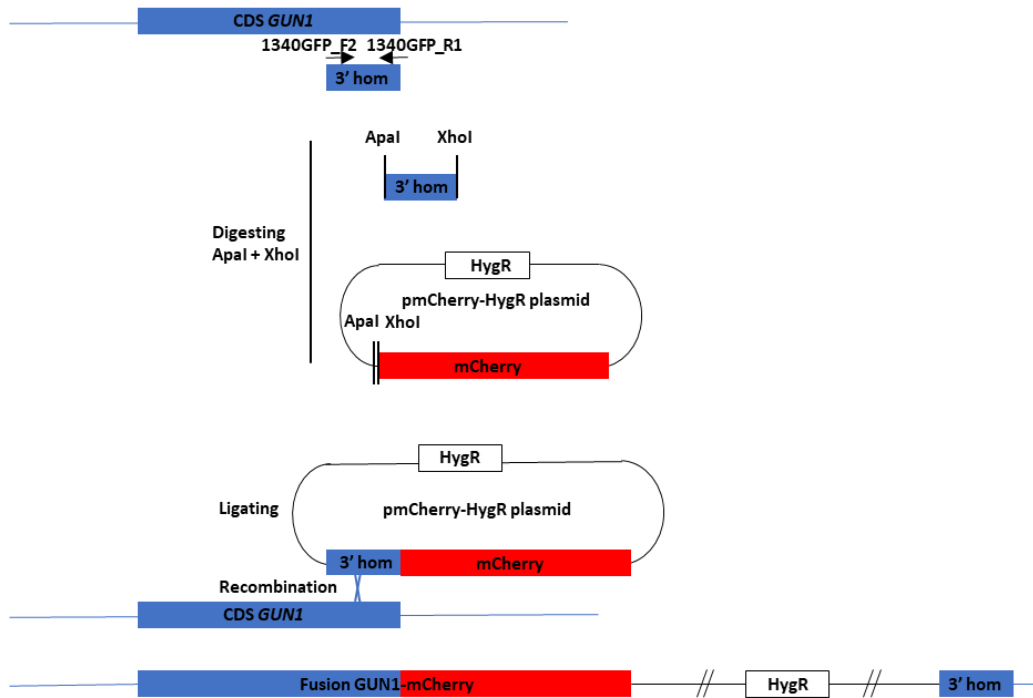 CDS GUN1
1340GFP_F2 1340GFP_R1
3' hom
ApaI XhoI
3' hom
Digesting
ApaI + XhoI
HygR
pmCherry-HygR plasmid
ApaI XhoI
mCherry
HygR
Ligating
pmCherry-HygR plasmid
3' hom mCherry
Recombination
CDS GUN1
Fusion GUN1-mCherry // HygR // 3' hom